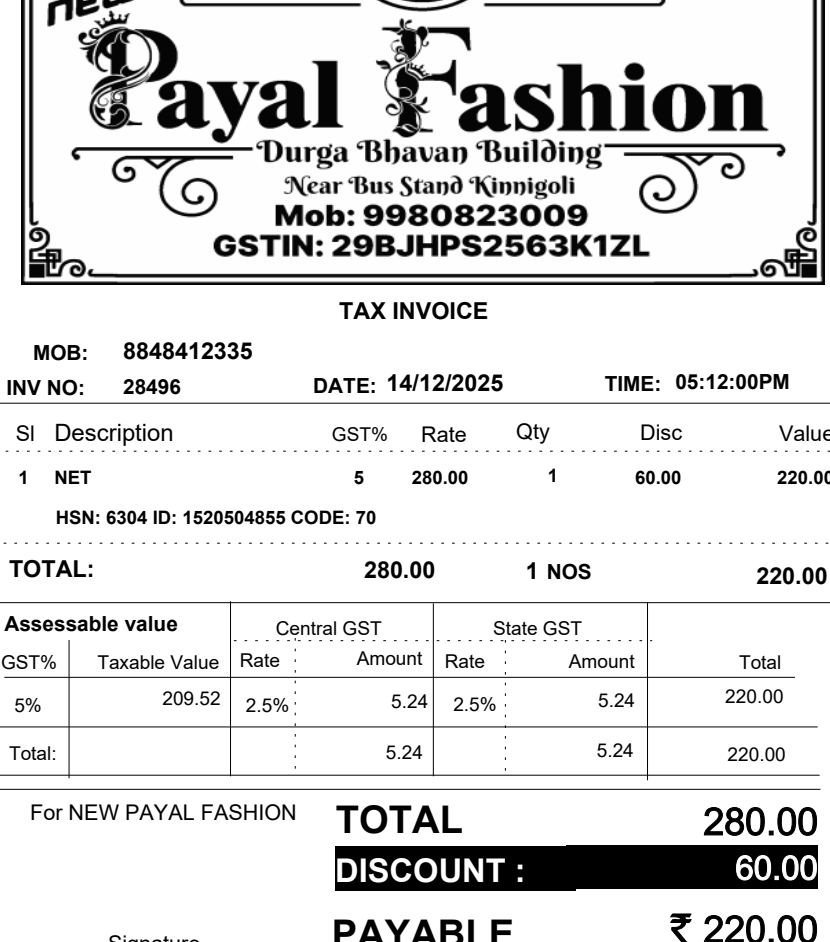 new
Payal Fashion
Durga Bhavan Building
Near Bus Stand Kinnigoli
Mob: 9980823009
GSTIN: 29BJHPS2563K1ZL
TAX INVOICE
MOB: 8848412335
INV NO: 28496 DATE: 14/12/2025 TIME: 05:12:00PM
Sl Description GST% Rate Qty Disc Value
1 NET 5 280.00 1 60.00 220.00
HSN: 6304 ID: 1520504855 CODE: 70
TOTAL: 280.00 1 NOS 220.00
Assessable value Central GST State GST
GST% Taxable Value Rate Amount Rate Amount Total
5% 209.52 2.5% 5.24 2.5% 5.24 220.00
Total: 5.24 5.24 220.00
For NEW PAYAL FASHION TOTAL 280.00
DISCOUNT : 60.00
Signature PAYABLE ₹ 220.00